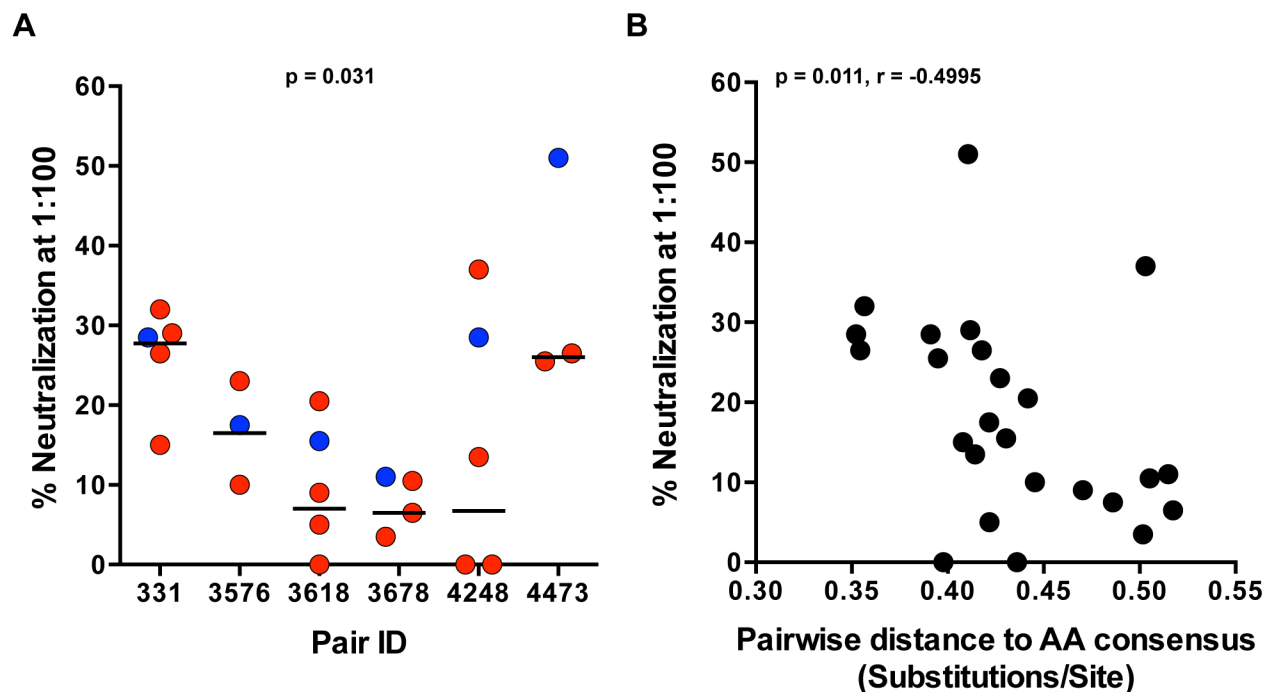 A
p = 0.031
60
50
40
30
20
10
0
% Neutralization at 1:100
331 3576 3618 3678 4248 4473
Pair ID
B
p = 0.011, r = -0.4995
60
50
40
30
20
10
0
% Neutralization at 1:100
0.30 0.35 0.40 0.45 0.50 0.55
Pairwise distance to AA consensus
(Substitutions/Site)